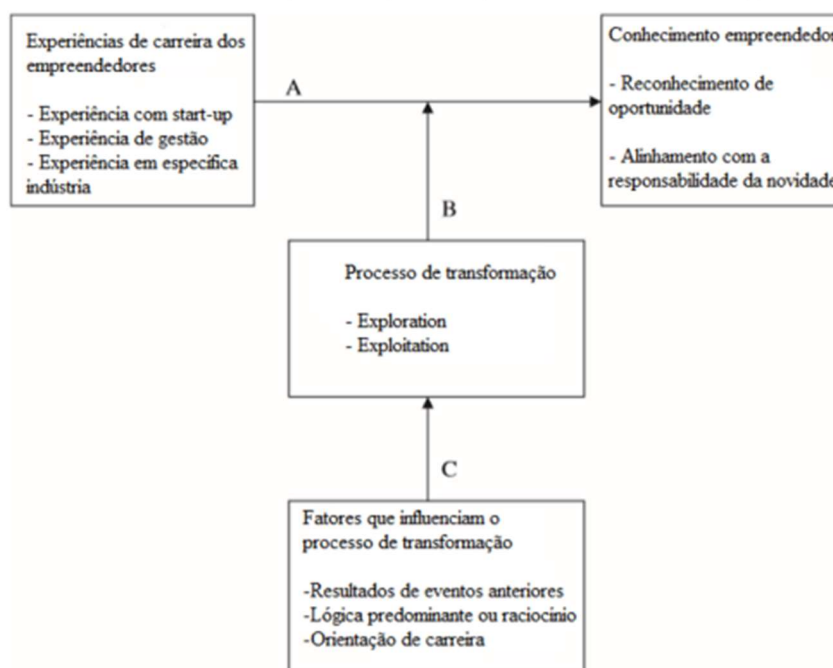 Experiências de carreira dos
empreendedores
- Experiência com start-up
- Experiência de gestão
- Experiência em especifica
indústria
A
Conhecimento empreendedor
- Reconhecimento de
oportunidade
- Alinhamento com a
responsabilidade da novidade
B
Processo de transformação
- Exploration
- Exploitation
C
Fatores que influenciam o
processo de transformação
-Resultados de eventos anteriores
-Lógica predominante ou raciocínio
-Orientação de carreira